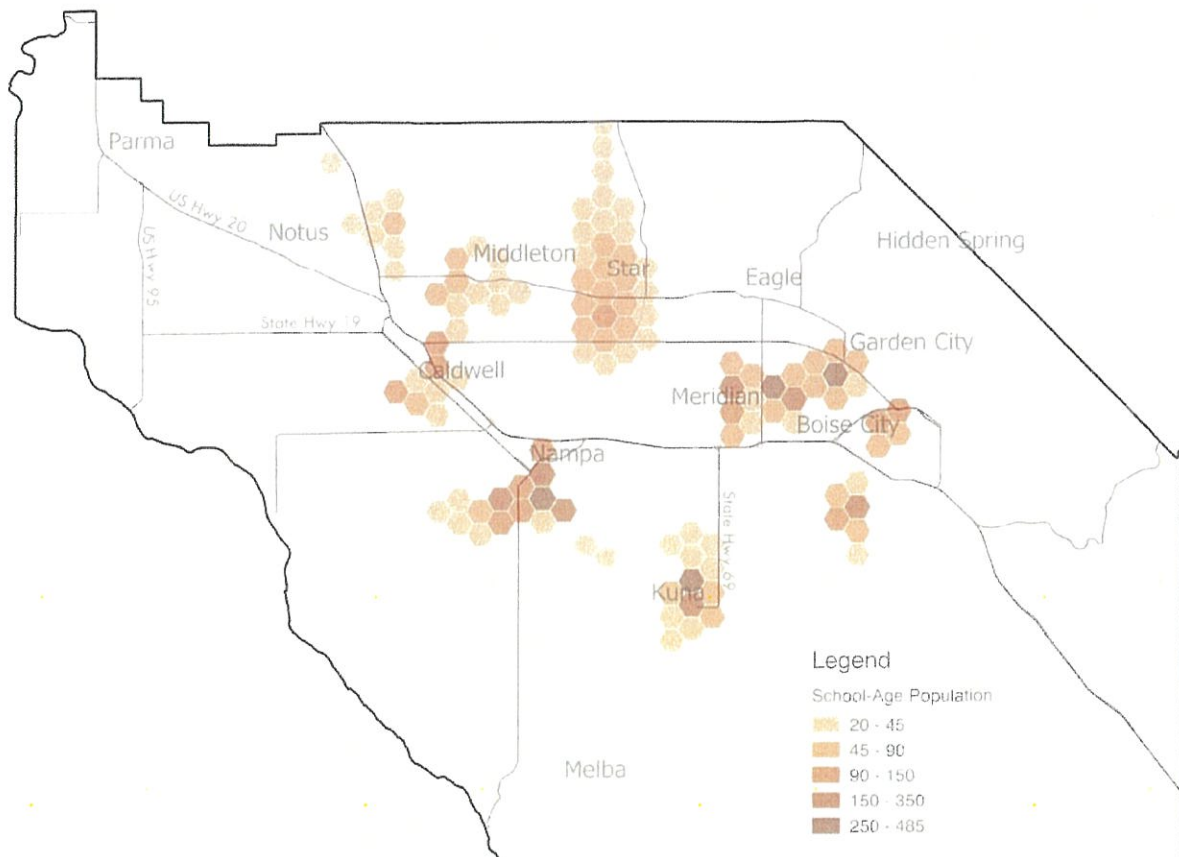 Parma
US Hwy 20
Notus
US Hwy 95
Middleton
Star
Hidden Spring
Eagle
State Hwy 19
Garden City
Caldwell
Meridian
Boise City
Nampa
State Hwy 69
Kuna
Melba
Legend
School-Age Population
20 - 45
45 - 90
90 - 150
150 - 350
250 - 485